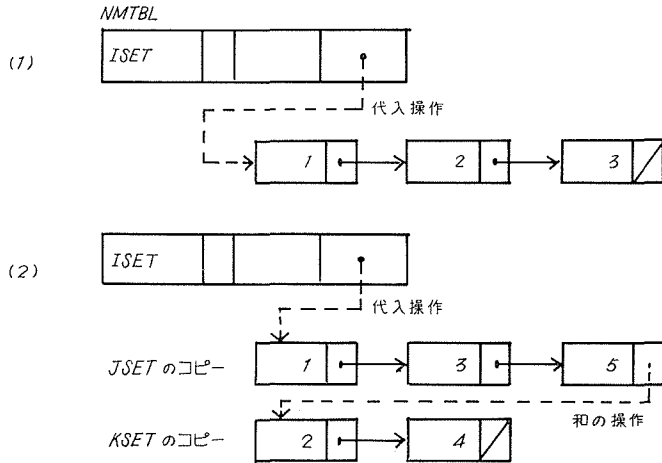 NMTBL
(1) ISET
代入操作
1 2 3
(2) ISET
代入操作
JSETのコピー 1 3 5
和の操作
KSETのコピー 2 4